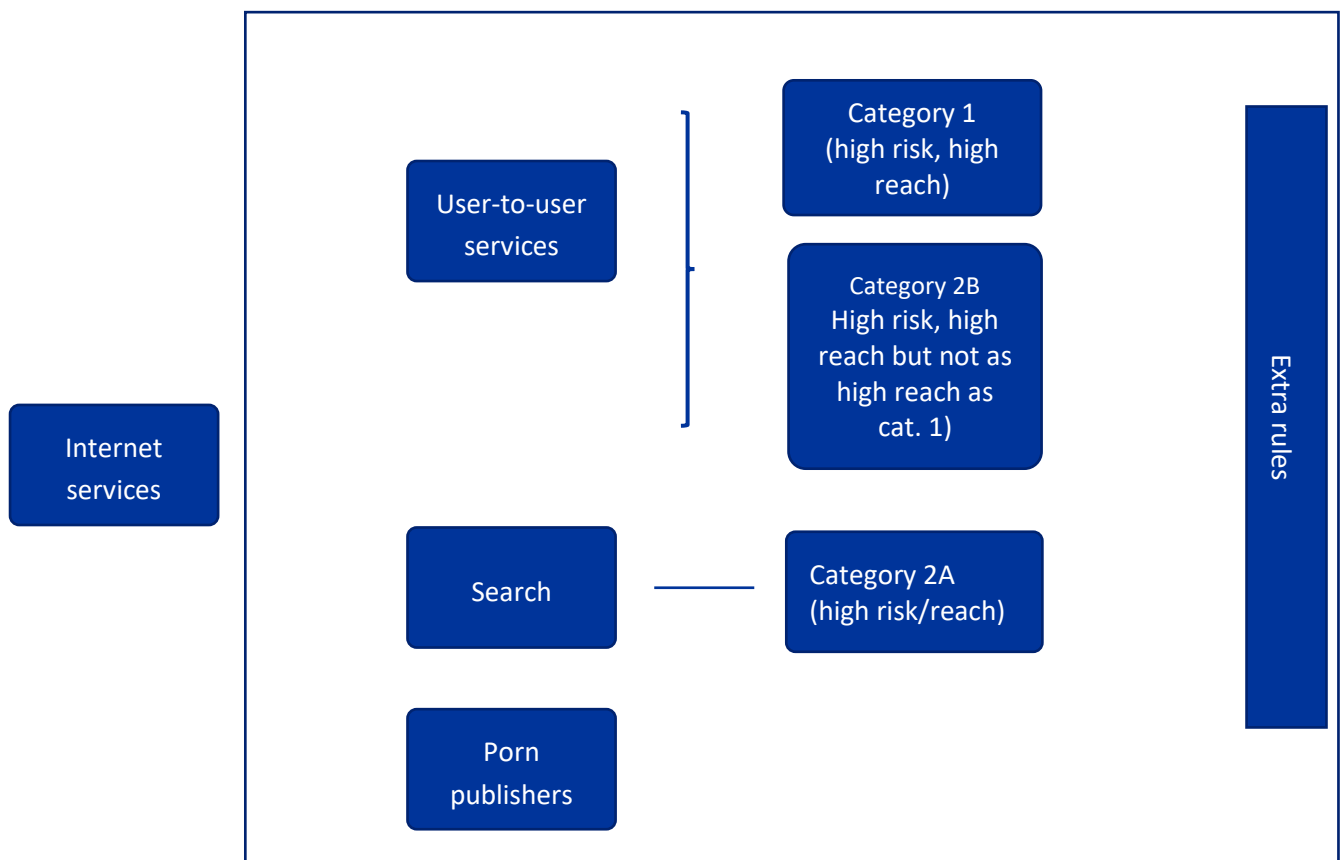 Internet
services
User-to-user
services
Category 1
(high risk, high
reach)
Category 2B
High risk, high
reach but not as
high reach as
cat. 1)
Search
Category 2A
(high risk/reach)
Porn
publishers
Extra rules